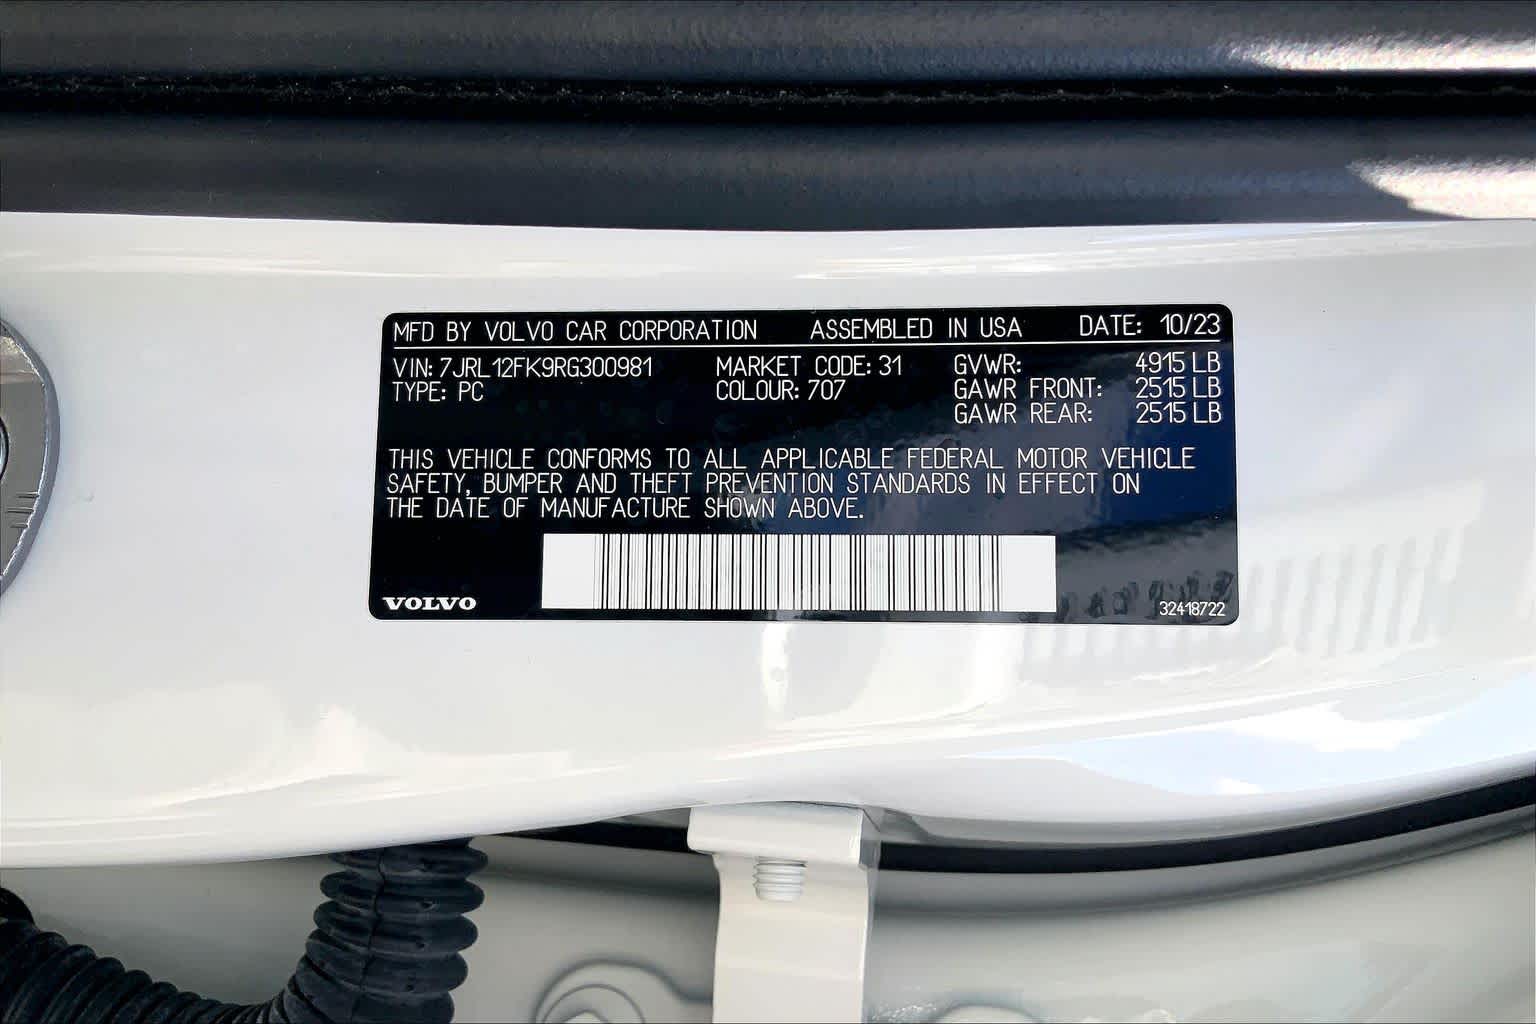 MFD BY VOLVO CAR CORPORATION ASSEMBLED IN USA DATE: 10/23
VIN: 7JRL12FK9RG300981 MARKET CODE: 31 GVWR: 4915 LB
TYPE: PC COLOUR: 707 GAWR FRONT: 2515 LB
GAWR REAR: 2515 LB
THIS VEHICLE CONFORMS TO ALL APPLICABLE FEDERAL MOTOR VEHICLE
SAFETY, BUMPER AND THEFT PREVENTION STANDARDS IN EFFECT ON
THE DATE OF MANUFACTURE SHOWN ABOVE.
VOLVO 32418722